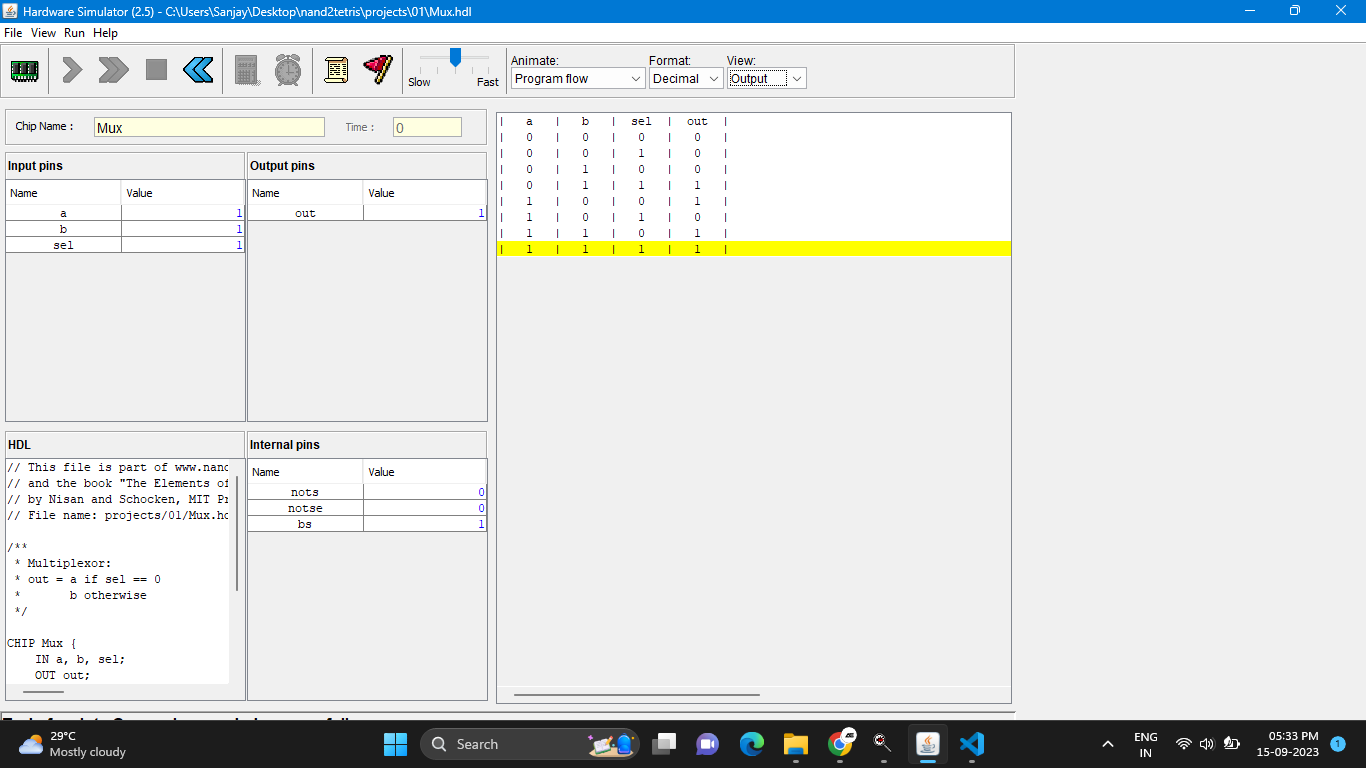 Hardware Simulator (2.5) - C:\Users\Sanjay\Desktop\nand2tetris\projects\01\Mux.hdl
File View Run Help
Slow Fast
Animate: Format: View:
Program flow Decimal Output
Chip Name : Mux Time : 0
Input pins
Name Value
a 1
b 1
sel 1
Output pins
Name Value
out 1
| a | b | sel | out |
| 0 | 0 | 0 | 0 |
| 0 | 0 | 1 | 0 |
| 0 | 1 | 0 | 0 |
| 0 | 1 | 1 | 1 |
| 1 | 0 | 0 | 1 |
| 1 | 0 | 1 | 0 |
| 1 | 1 | 0 | 1 |
| 1 | 1 | 1 | 1 |
HDL
// This file is part of www.nand
// and the book "The Elements of
// by Nisan and Schocken, MIT Pr
// File name: projects/01/Mux.hd
/**
* Multiplexor:
* out = a if sel == 0
* b otherwise
*/
CHIP Mux {
IN a, b, sel;
OUT out;
Internal pins
Name Value
nots 0
notse 0
bs 1
29°C
Mostly cloudy
Search
ENG
IN
05:33 PM
15-09-2023
1